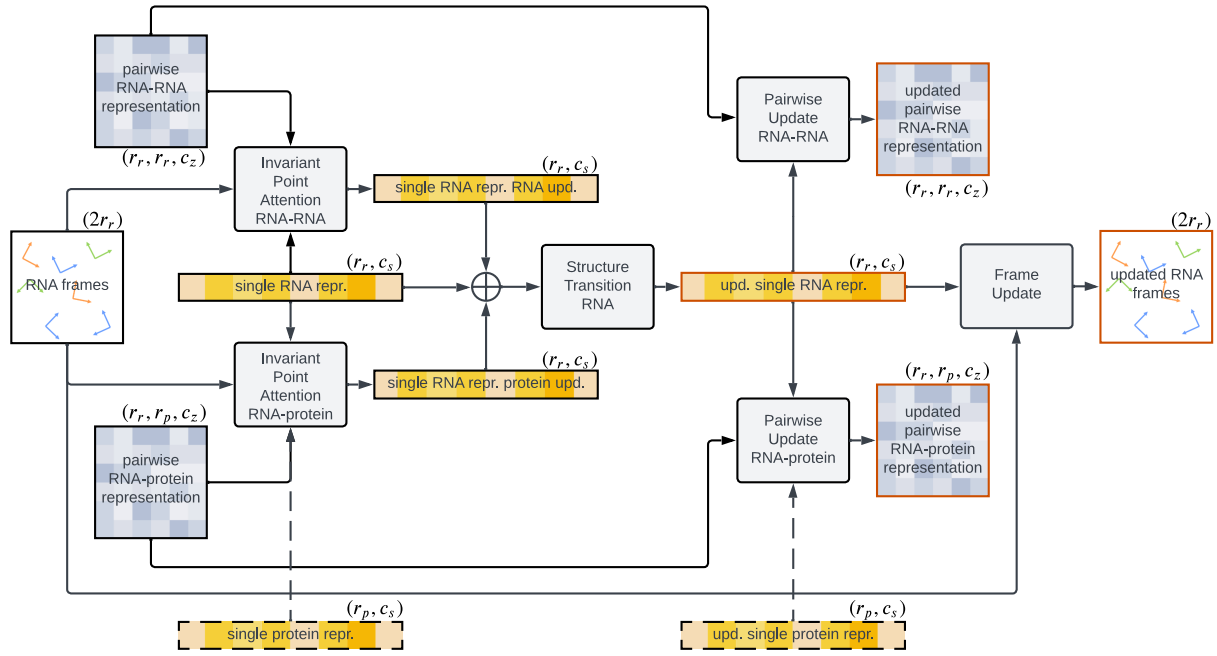 pairwise
RNA-RNA
representation
(r_r, r_r, c_z)
Pairwise
Update
RNA-RNA
updated
pairwise
RNA-RNA
representation
(r_r, r_r, c_z)
Invariant
Point
Attention
RNA-RNA
(r_r, c_s)
single RNA repr. RNA upd.
(2r_r)
RNA frames
(r_r, c_s)
single RNA repr.
Structure
Transition
RNA
(r_r, c_s)
upd. single RNA repr.
Frame
Update
(2r_r)
updated RNA
frames
Invariant
Point
Attention
RNA-protein
(r_r, c_s)
single RNA repr. protein upd.
(r_r, r_p, c_z)
pairwise
RNA-protein
representation
Pairwise
Update
RNA-protein
(r_r, r_p, c_z)
updated
pairwise
RNA-protein
representation
(r_p, c_s)
single protein repr.
(r_p, c_s)
upd. single protein repr.